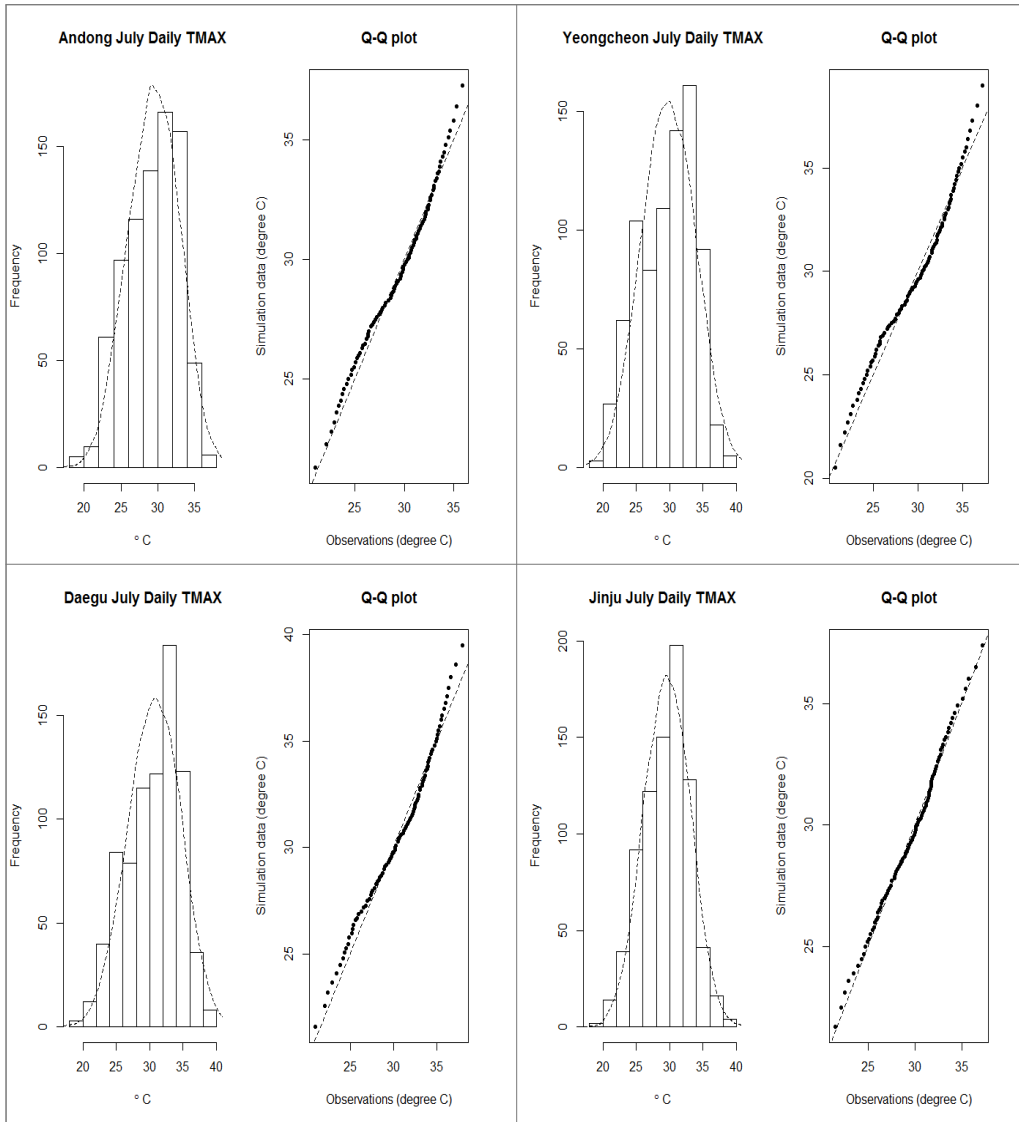 Andong July Daily TMAX
Frequency
0 50 100 150
20 25 30 35
° C
Q-Q plot
Simulation data (degree C)
25 30 35
25 30 35
Observations (degree C)
Yeongcheon July Daily TMAX
Frequency
0 50 100 150
20 25 30 35 40
° C
Q-Q plot
Simulation data (degree C)
20 25 30 35
25 30 35
Observations (degree C)
Daegu July Daily TMAX
Frequency
0 50 100 150
20 25 30 35 40
° C
Q-Q plot
Simulation data (degree C)
25 30 35 40
25 30 35
Observations (degree C)
Jinju July Daily TMAX
Frequency
0 50 100 150 200
20 25 30 35 40
° C
Q-Q plot
Simulation data (degree C)
25 30 35
25 30 35
Observations (degree C)